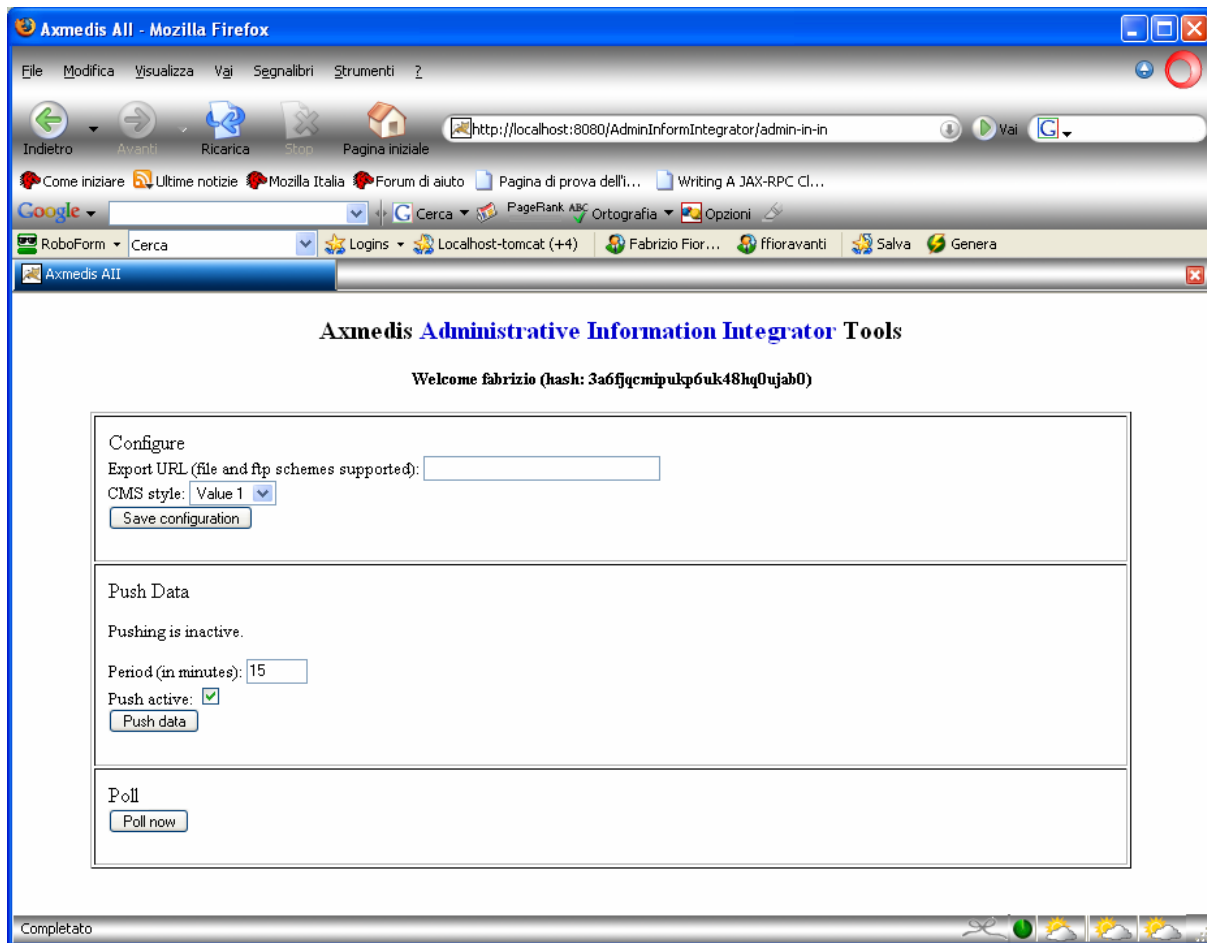 Axmedis AII - Mozilla Firefox
File Modifica Visualizza Vai Segnalibri Strumenti ?
http://localhost:8080/AdminInformIntegrator/admin-in-in Vai G
Indietro Avanti Ricarica Stop Pagina iniziale
Come iniziare Ultime notizie Mozilla Italia Forum di aiuto Pagina di prova dell'i... Writing A JAX-RPC Cl...
Google G Cerca PageRank ABC Ortografia Opzioni
RoboForm Cerca Logins Localhost-tomcat (+4) Fabrizio Fior... ffioravanti Salva Genera
Axmedis AII
Axmedis Administrative Information Integrator Tools
Welcome fabrizio (hash: 3a6fjqcmipukp6uk48hq0ujab0)
Configure
Export URL (file and ftp schemes supported):
CMS style: Value 1
Save configuration
Push Data
Pushing is inactive.
Period (in minutes): 15
Push active:
Push data
Poll
Poll now
Completato